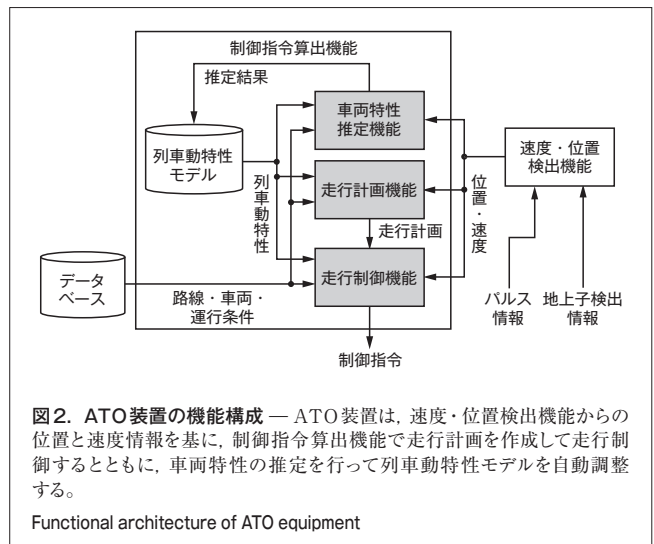 制御指令算出機能
推定結果
車両特性
推定機能
列車動特性
モデル
速度・位置
検出機能
列車動特性
走行計画機能
位置・速度
走行計画
走行制御機能
データ
ベース
路線・車両・
運行条件
パルス
情報
地上子検出
情報
制御指令
図2. ATO装置の機能構成 — ATO装置は, 速度・位置検出機能からの
位置と速度情報を基に, 制御指令算出機能で走行計画を作成して走行制
御するとともに, 車両特性の推定を行って列車動特性モデルを自動調整
する。
Functional architecture of ATO equipment